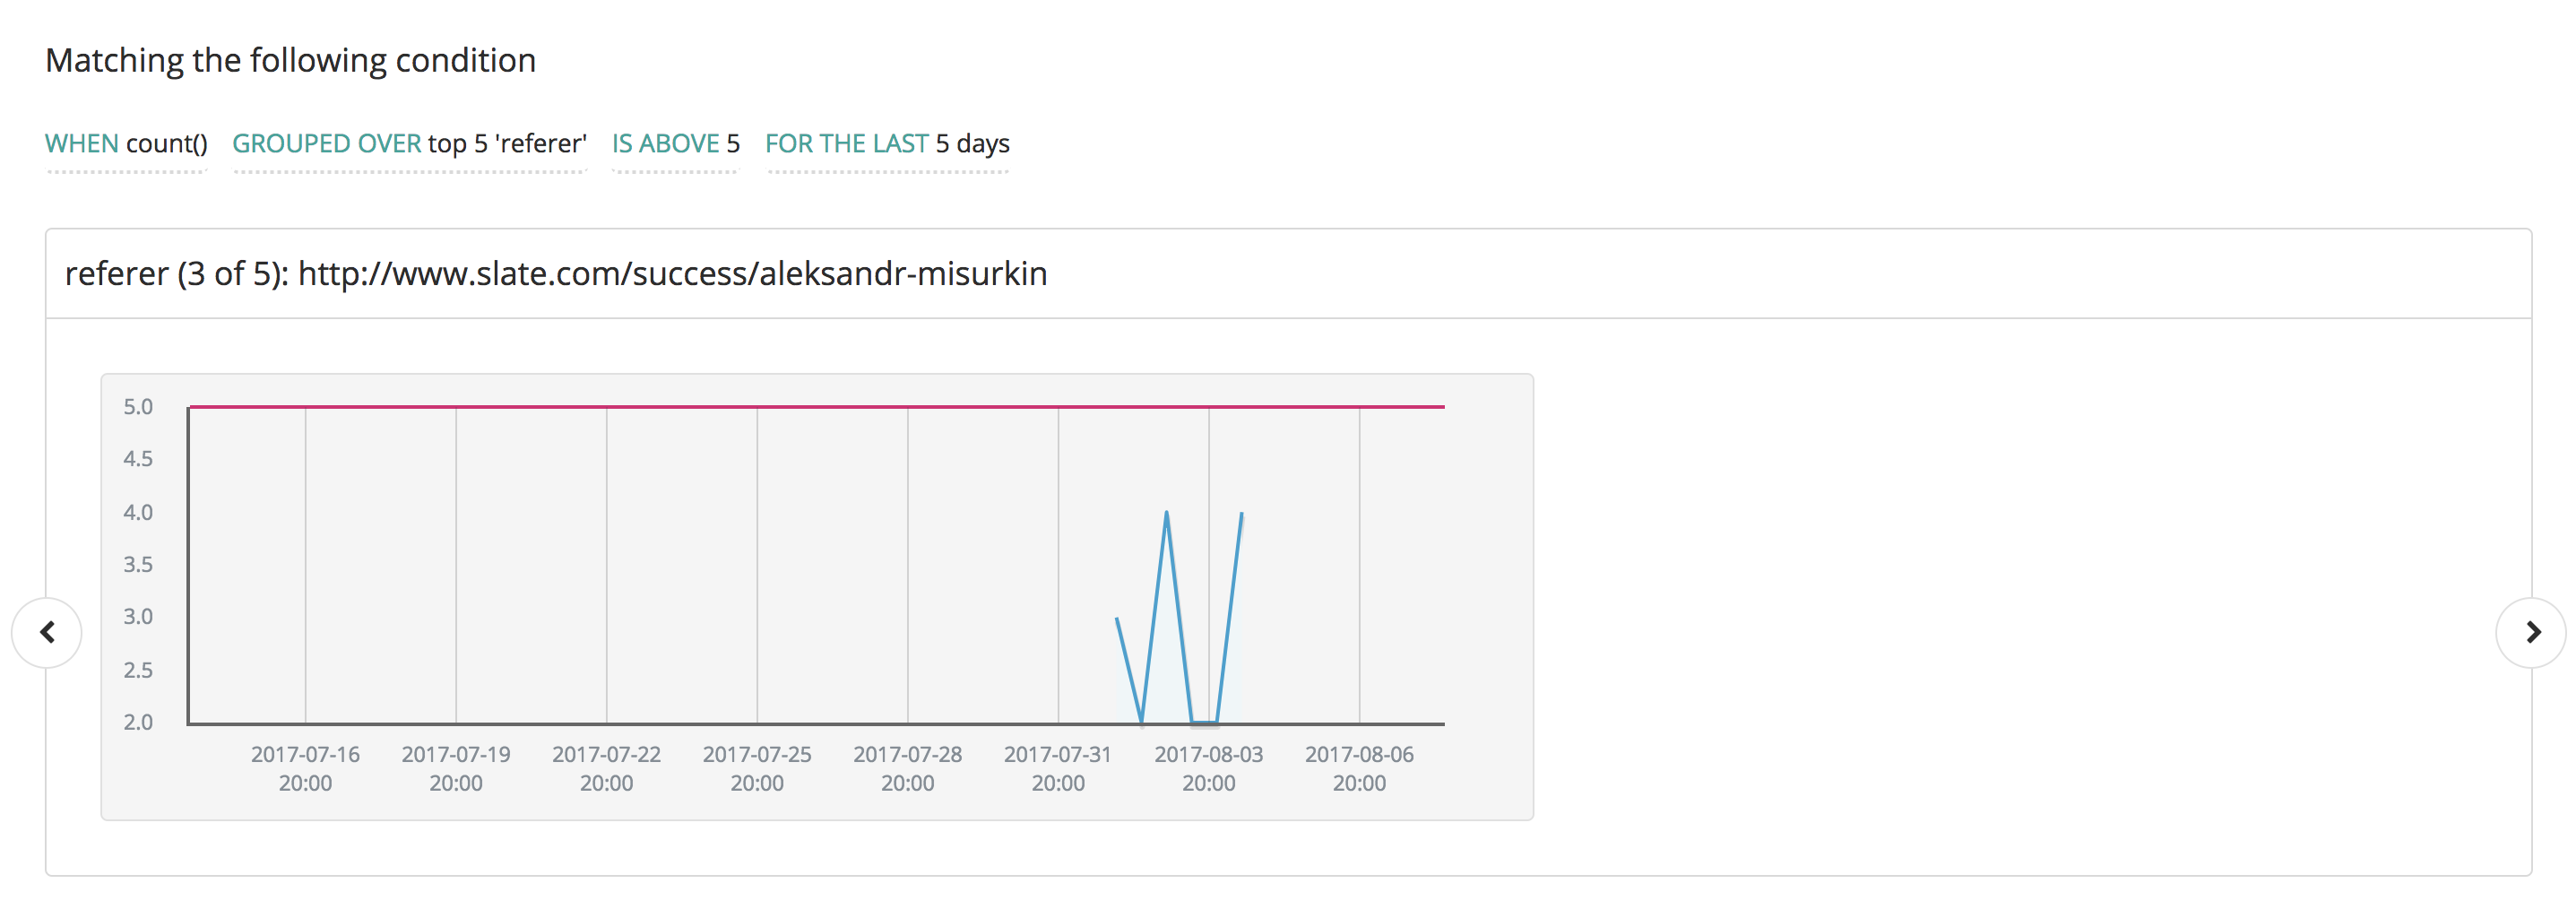 Matching the following condition
WHEN count() GROUPED OVER top 5 'referer' IS ABOVE 5 FOR THE LAST 5 days
referer (3 of 5): http://www.slate.com/success/aleksandr-misurkin
5.0
4.5
4.0
3.5
3.0
2.5
2.0
2017-07-16 2017-07-19 2017-07-22 2017-07-25 2017-07-28 2017-07-31 2017-08-03 2017-08-06
20:00 20:00 20:00 20:00 20:00 20:00 20:00 20:00